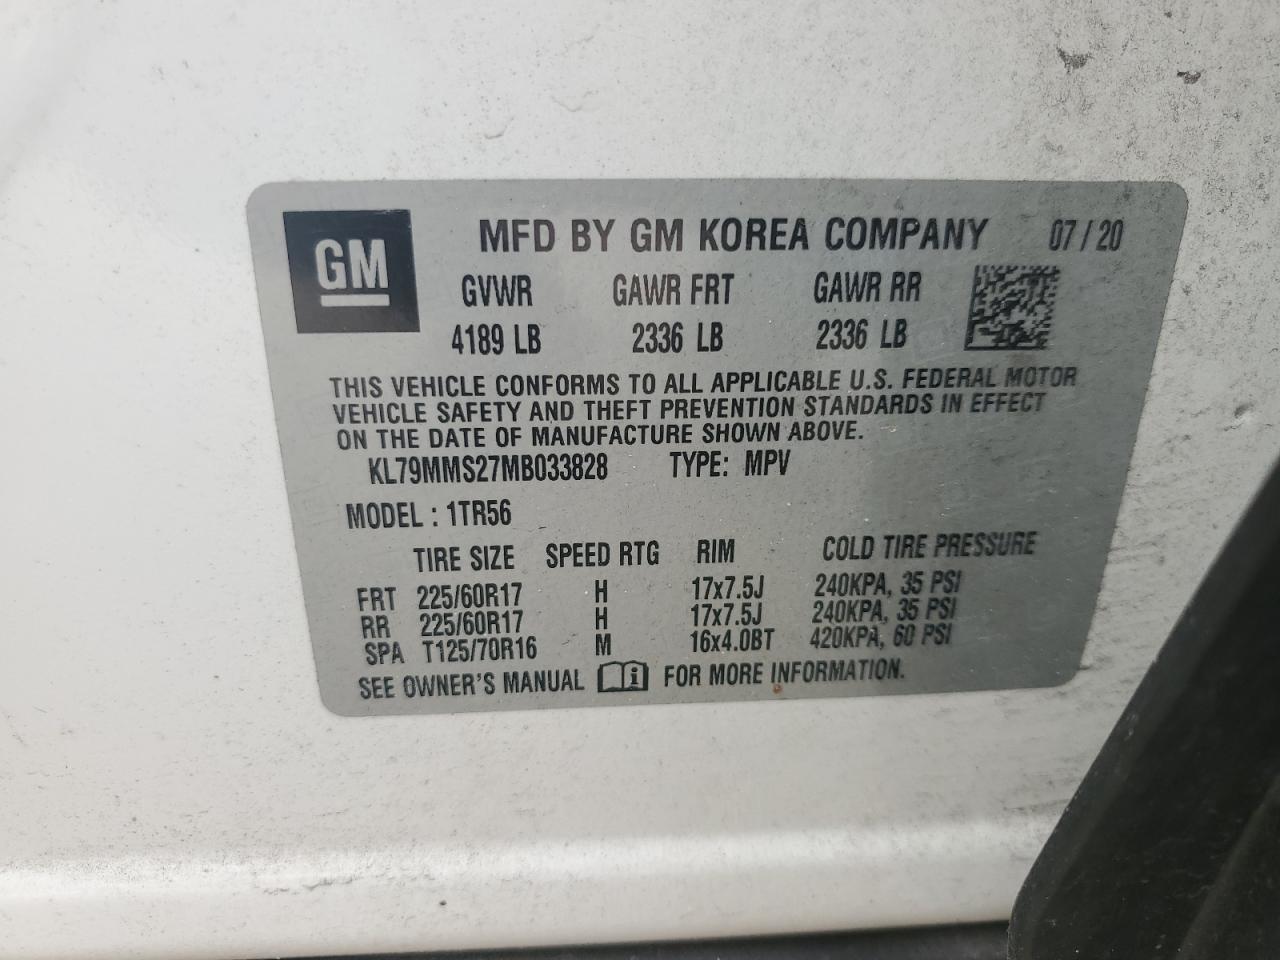 GM
MFD BY GM KOREA COMPANY 07 / 20
GVWR GAWR FRT GAWR RR
4189 LB 2336 LB 2336 LB
THIS VEHICLE CONFORMS TO ALL APPLICABLE U.S. FEDERAL MOTOR
VEHICLE SAFETY AND THEFT PREVENTION STANDARDS IN EFFECT
ON THE DATE OF MANUFACTURE SHOWN ABOVE.
KL79MMS27MB033828 TYPE: MPV
MODEL : 1TR56
TIRE SIZE SPEED RTG RIM COLD TIRE PRESSURE
FRT 225/60R17 H 17x7.5J 240KPA, 35 PSI
RR 225/60R17 H 17x7.5J 240KPA, 35 PSI
SPA T125/70R16 M 16x4.0BT 420KPA, 60 PSI
SEE OWNER'S MANUAL i FOR MORE INFORMATION.